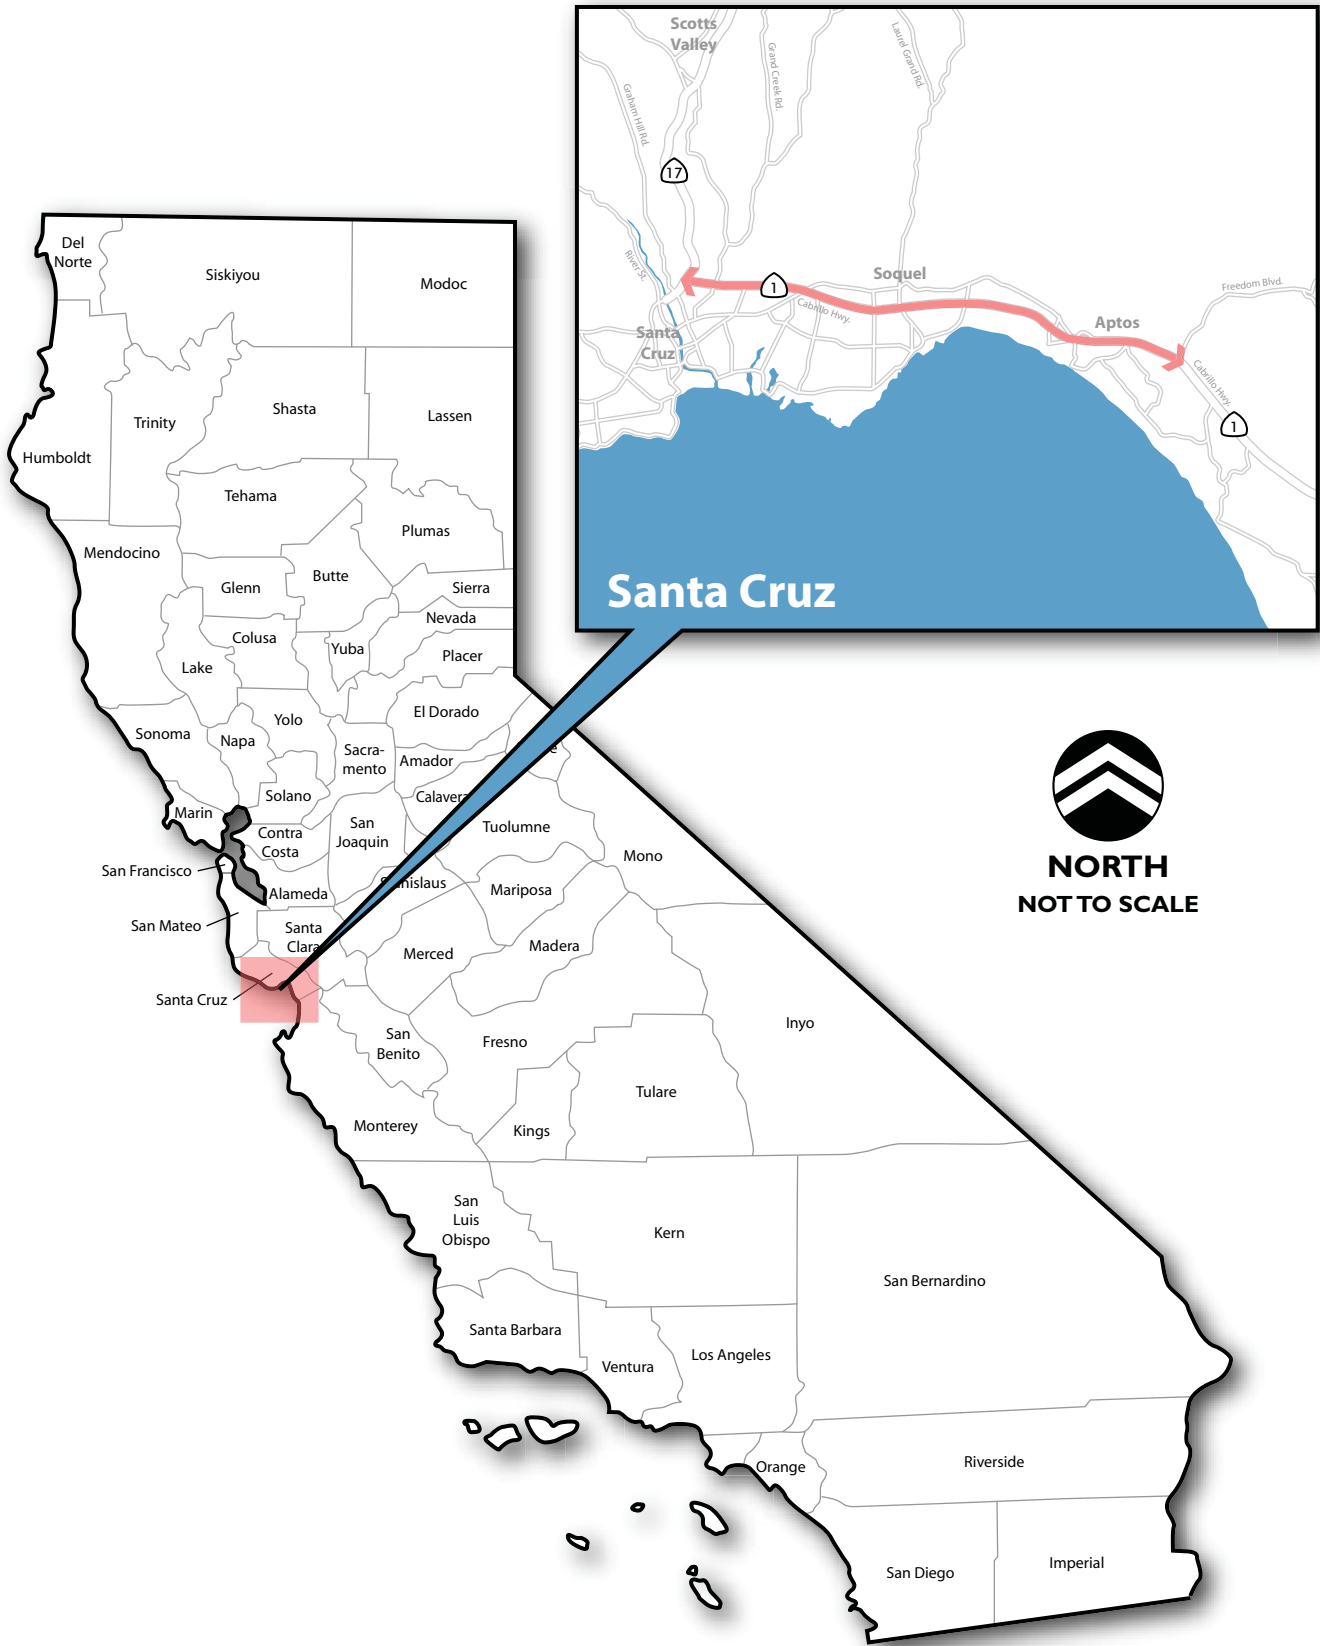 Scotts
Valley
Graham Hill Rd.
Grand Creek Rd.
Laurel Grand Rd.
17
River St.
1
Soquel
Cabrillo Hwy.
Santa
Cruz
Aptos
Freedom Blvd.
Cabrillo Hwy.
1
Santa Cruz
NORTH
NOT TO SCALE
Del
Norte
Siskiyou
Modoc
Trinity
Shasta
Lassen
Humboldt
Tehama
Plumas
Mendocino
Glenn
Butte
Sierra
Nevada
Colusa
Yuba
Placer
Lake
El Dorado
Yolo
Sonoma
Napa
Sacra-
mento
Amador
Solano
Calavera
Marin
Contra
Costa
San
Joaquin
Tuolumne
Mono
San Francisco
Alameda
Mariposa
San Mateo
Santa
Clara
Merced
Madera
Santa Cruz
Inyo
San
Benito
Fresno
Tulare
Monterey
Kings
San
Luis
Obispo
Kern
San Bernardino
Santa Barbara
Ventura
Los Angeles
Orange
Riverside
San Diego
Imperial